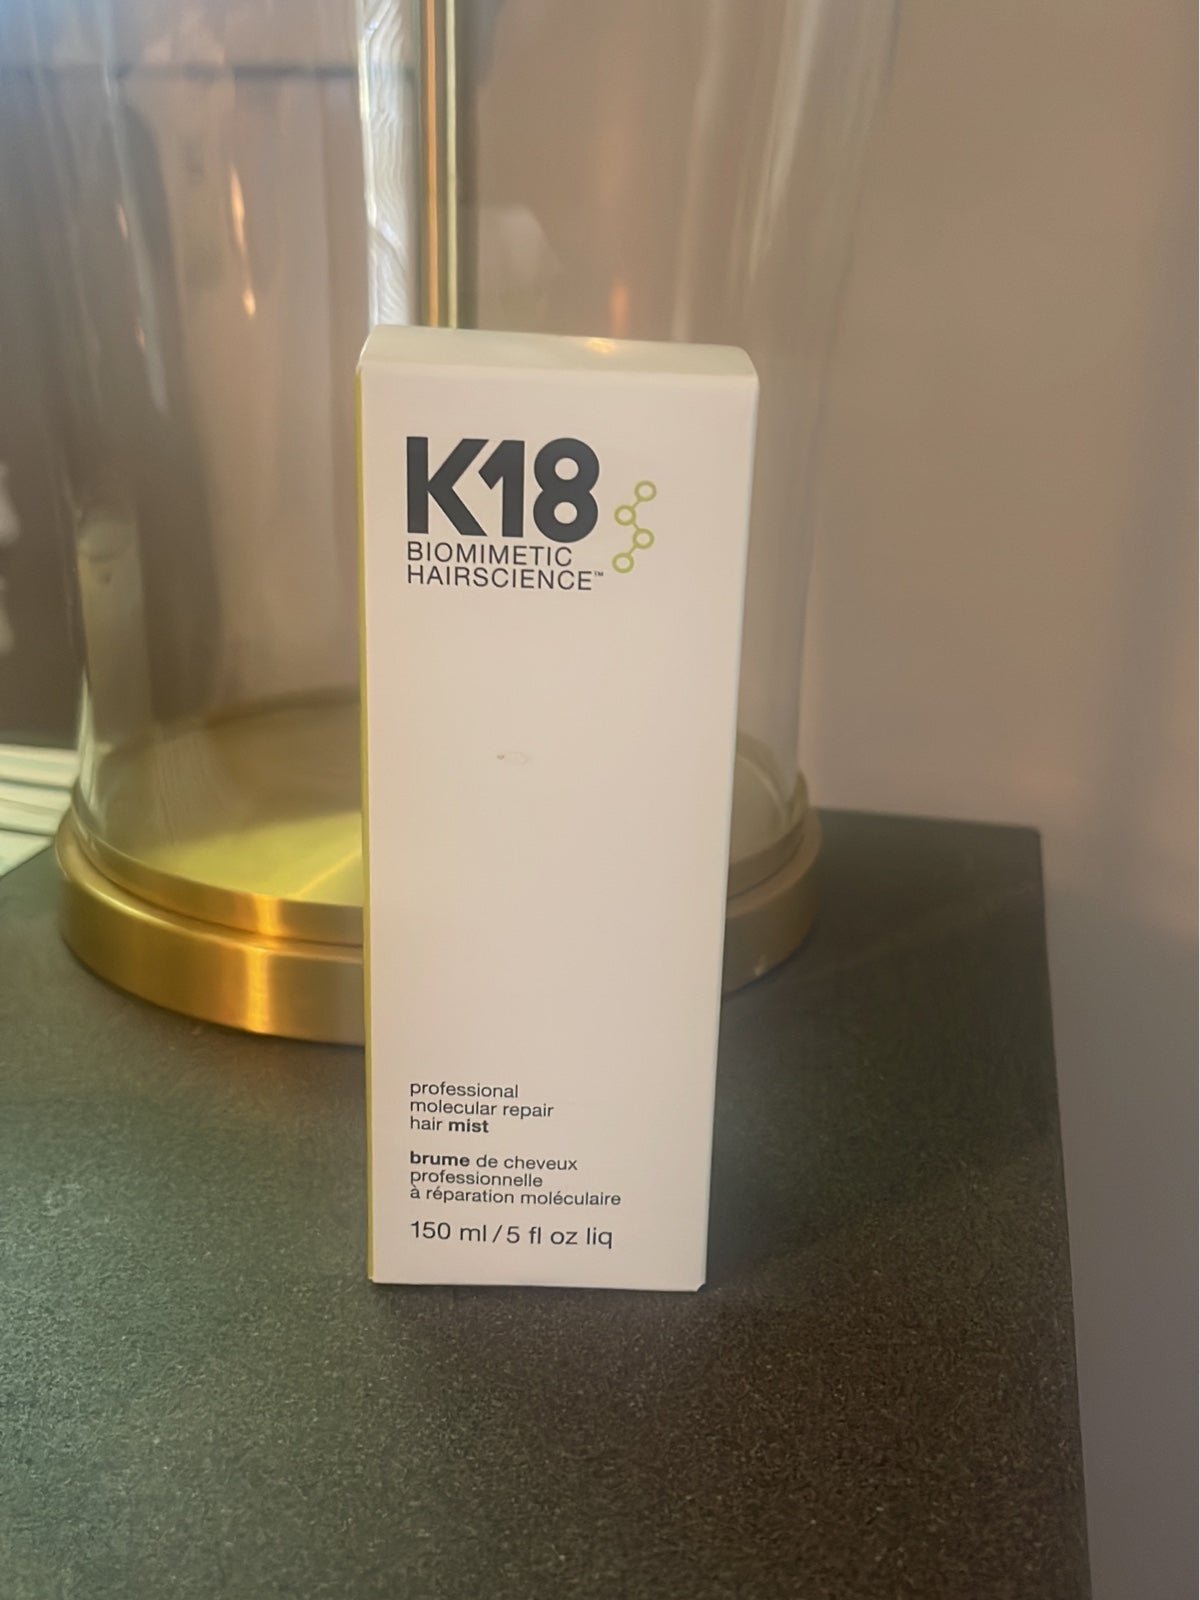 K18
BIOMIMETIC
HAIRSCIENCE™
professional
molecular repair
hair mist
brume de cheveux
professionnelle
à réparation moléculaire
150 ml / 5 fl oz liq